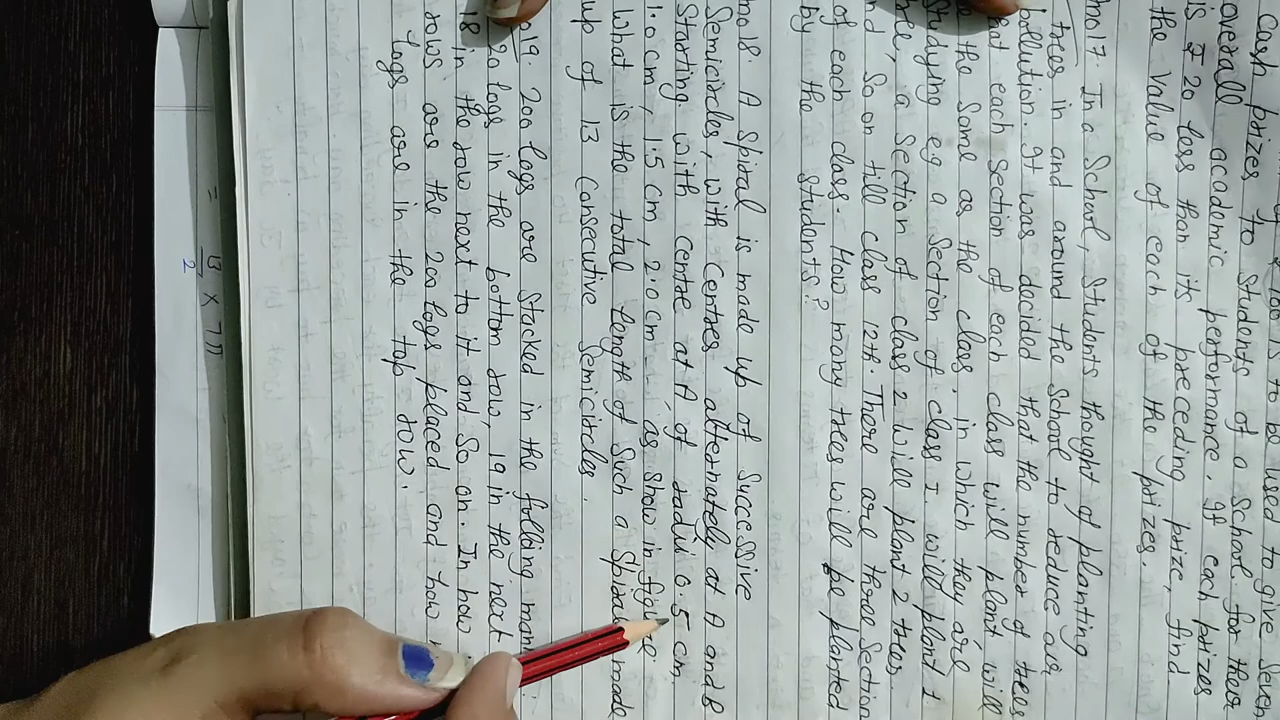 Cash prizes to students of a School for their
overall academic performance. If each prizes
is ₹ 20 less than its preceding prize, find
the value of each of the prizes.
no 17. In a School, Students thought of planting
trees in and around the School to reduce air
pollution. It was decided that the number of trees
that each section of each class will plant will
be the Same as the class, in which they are
Studying eg a Section of class I will plant 1
tree, a Section of class 2 will plant 2 trees
and So on till class 12th. There are three Section
of each class. How many trees will be planted
by the students?
no 18. A Spiral is made up of Successive
Semicircles, with Centres alternately at A and B
Starting with centre at A, of radii 0.5 cm,
1.0 cm, 1.5 cm, 2.0 cm - as Show in figure
What is the total length of Such a Spiral made
up of 13 Consecutive Semicircles.
19. 200 logs are Stacked in the
20 logs in the bottom row, 19 in the next
18 in the row next to it and So on. In how
rows are the 200 logs placed and how
logs are in the top row.
= 13/2 × 7π